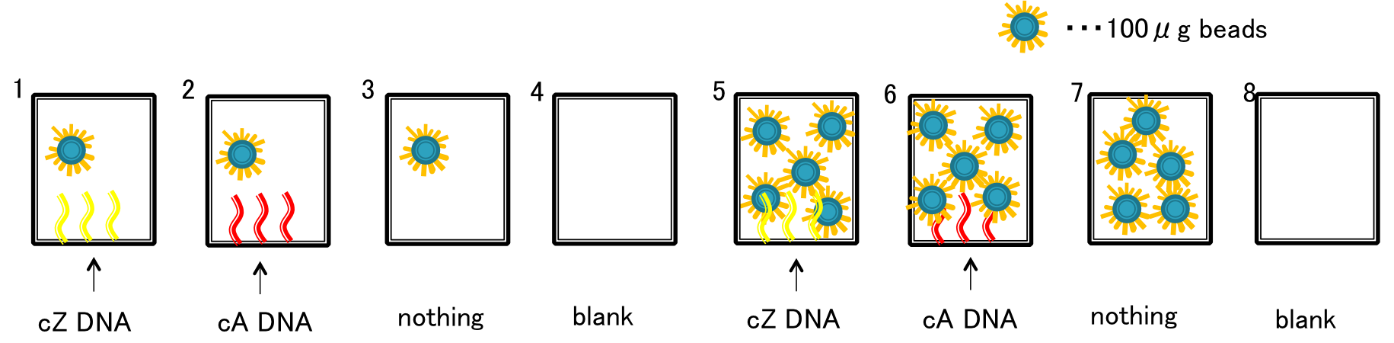 ･･･100μg beads
1
2
3
4
5
6
7
8
cZ DNA
cA DNA
nothing
blank
cZ DNA
cA DNA
nothing
blank